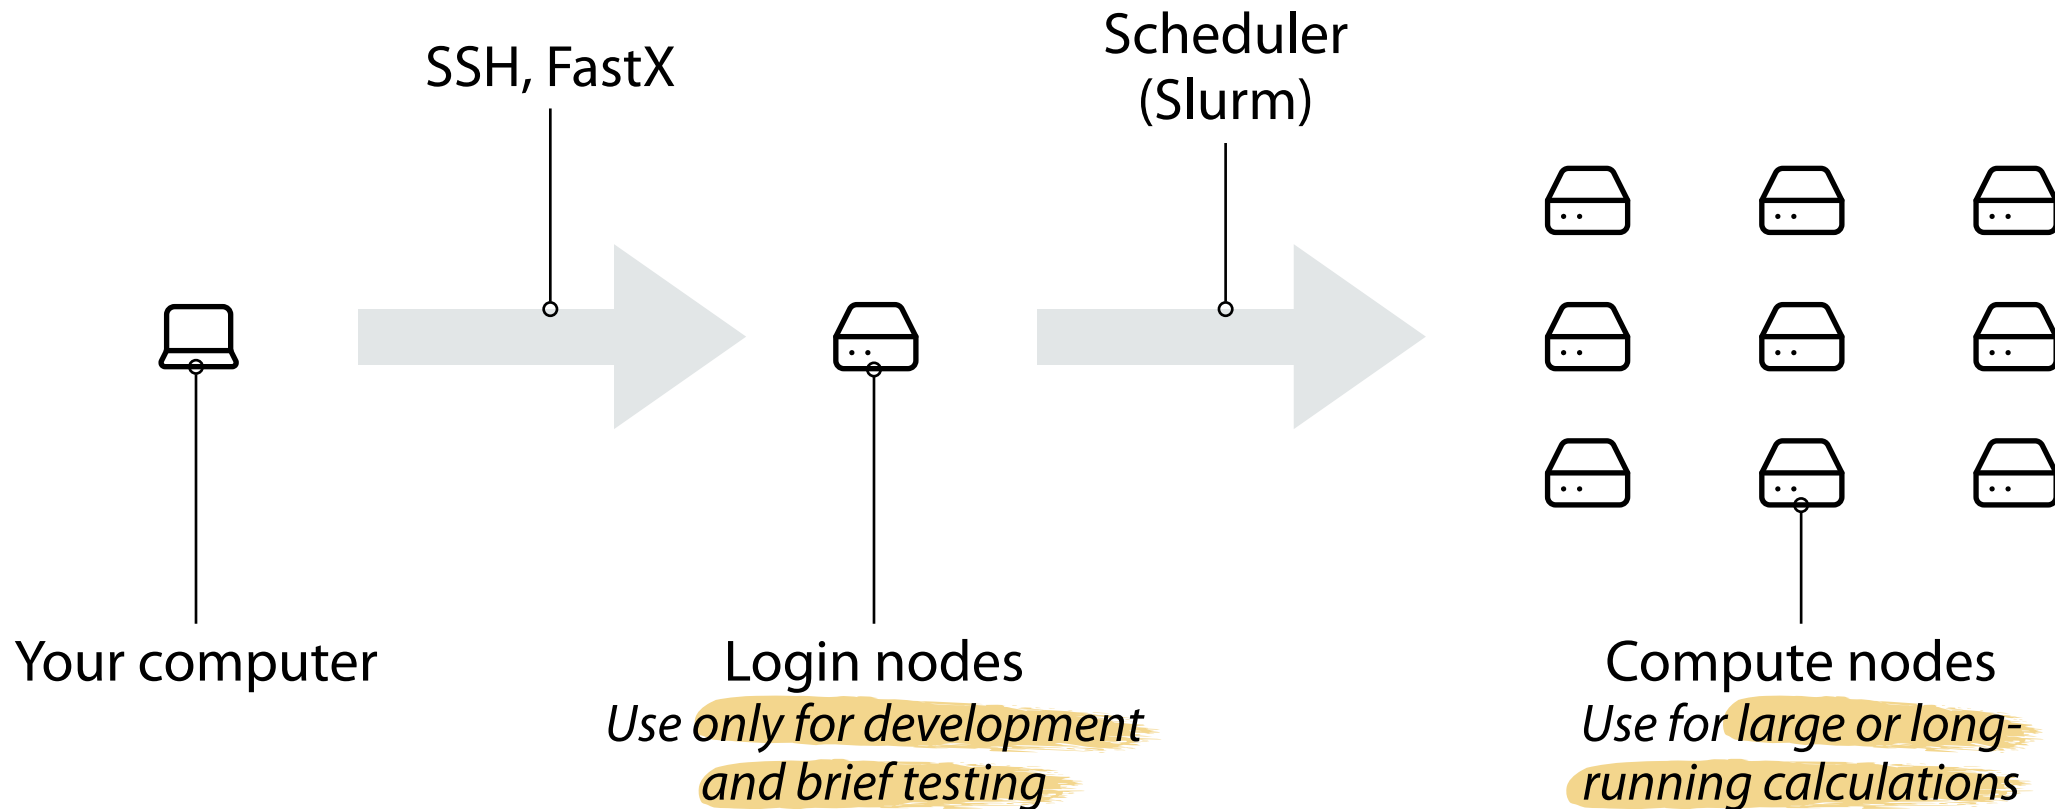 SSH, FastX
Scheduler
(Slurm)
Your computer
Login nodes
Use only for development
and brief testing
Compute nodes
Use for large or long-
running calculations